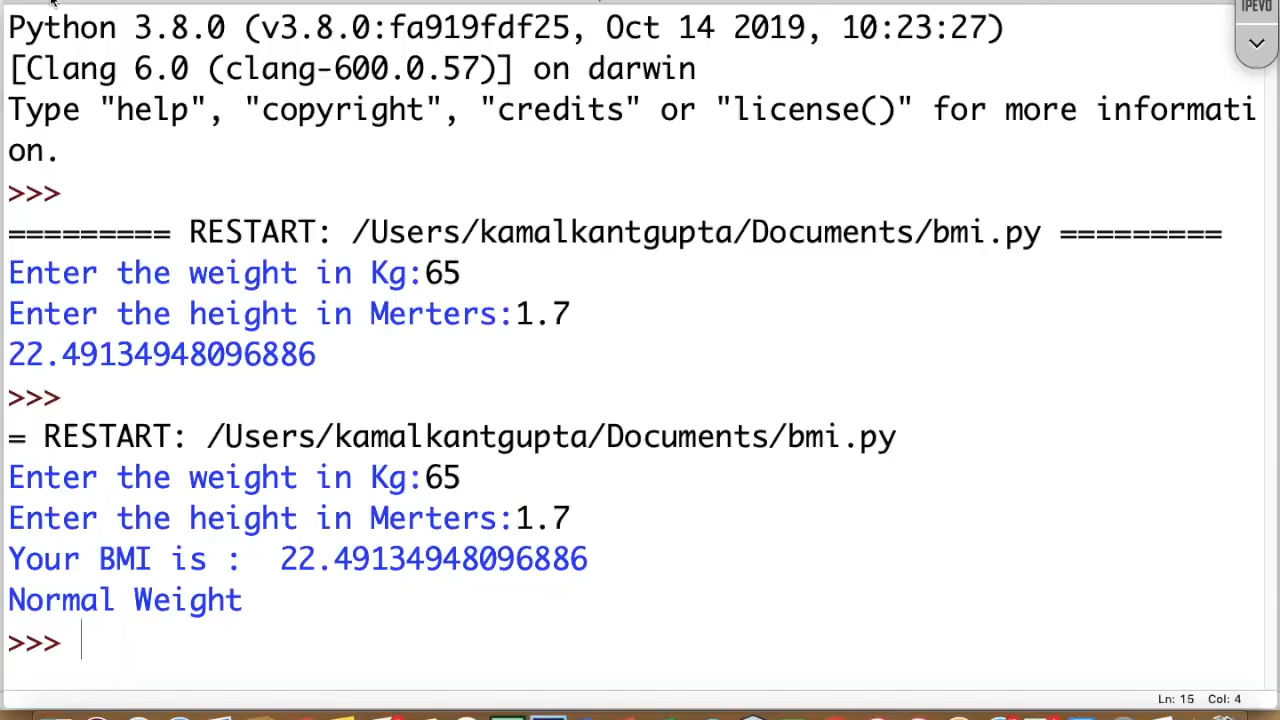 IPEVO
Python 3.8.0 (v3.8.0:fa919fdf25, Oct 14 2019, 10:23:27)
[Clang 6.0 (clang-600.0.57)] on darwin
Type "help", "copyright", "credits" or "license()" for more informati
on.
>>>
========= RESTART: /Users/kamalkantgupta/Documents/bmi.py =========
Enter the weight in Kg:65
Enter the height in Merters:1.7
22.49134948096886
>>>
= RESTART: /Users/kamalkantgupta/Documents/bmi.py
Enter the weight in Kg:65
Enter the height in Merters:1.7
Your BMI is :  22.49134948096886
Normal Weight
>>>
Ln: 15  Col: 4